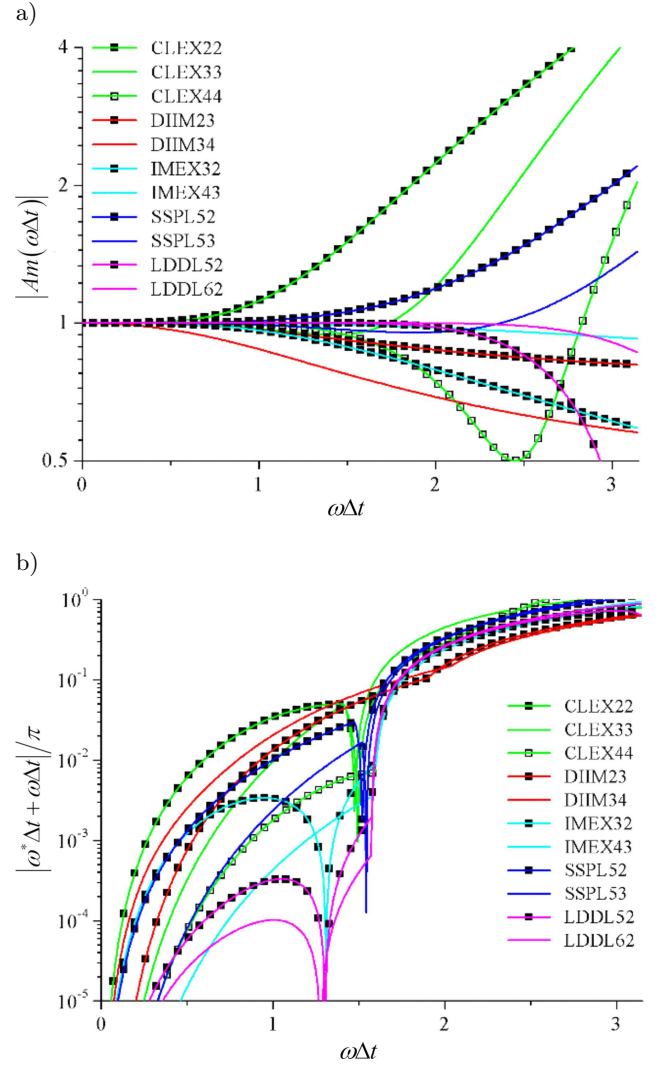 a)
4
2
1
0.5
|Am(ωΔt)|
CLEX22
CLEX33
CLEX44
DIIM23
DIIM34
IMEX32
IMEX43
SSPL52
SSPL53
LDDL52
LDDL62
0 1 2 3
ωΔt
b)
10^0
10^-1
10^-2
10^-3
10^-4
10^-5
|ω*Δt + ωΔt|/π
CLEX22
CLEX33
CLEX44
DIIM23
DIIM34
IMEX32
IMEX43
SSPL52
SSPL53
LDDL52
LDDL62
0 1 2 3
ωΔt